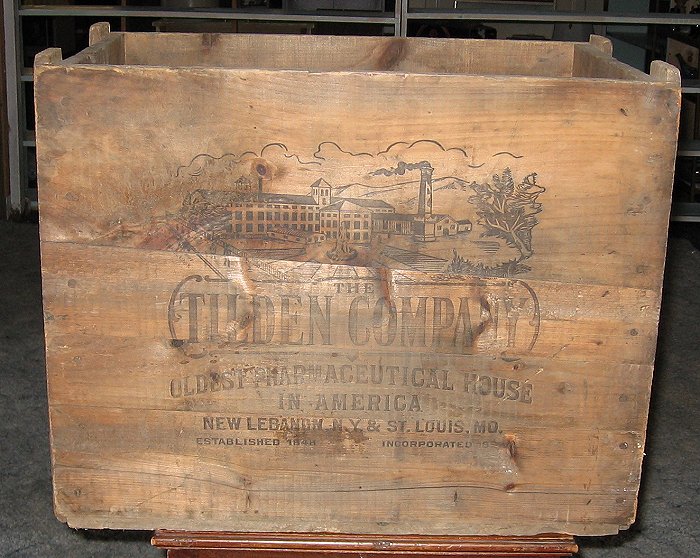 THE
TILDEN COMPANY
OLDEST PHARMACEUTICAL HOUSE
IN AMERICA
NEW LEBANON, N.Y. & ST. LOUIS, MO.
ESTABLISHED 1848 INCORPORATED